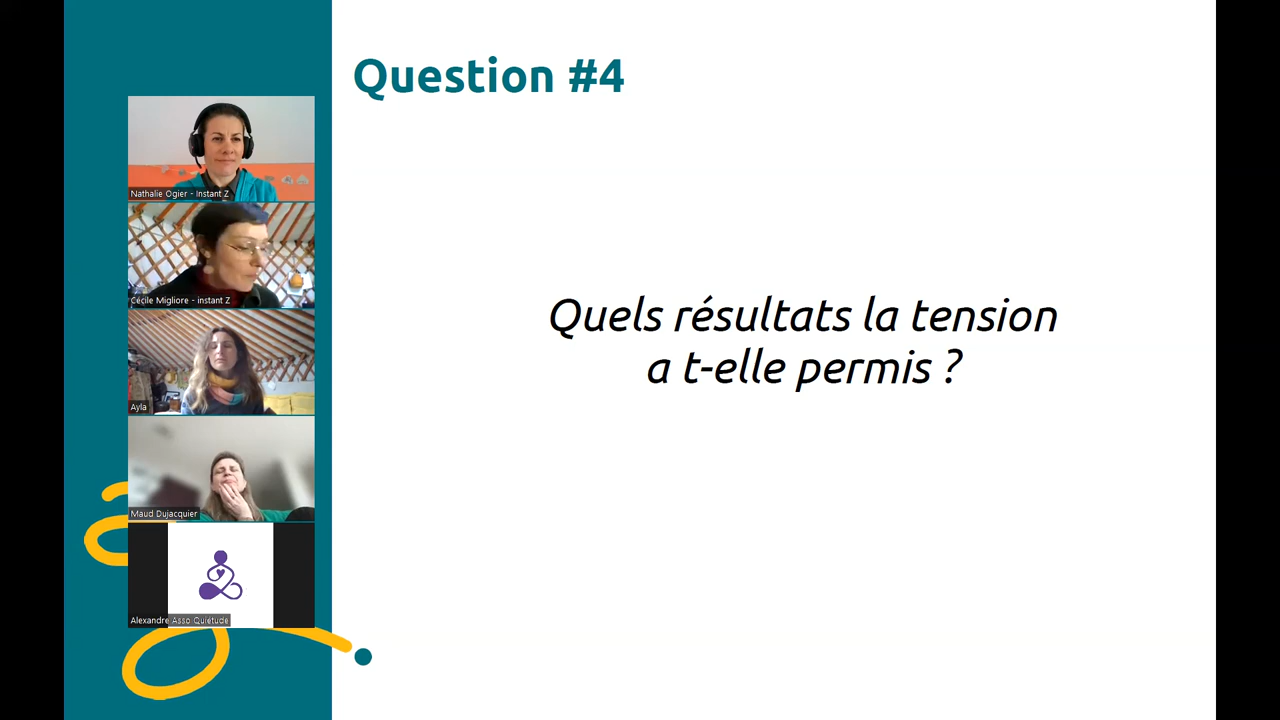 Question #4
Nathalie Ogier - Instant Z
Cécile Migliore - instant Z
Ayla
Maud Dujacquier
Alexandre Asso Quiétude
Quels résultats la tension
a t-elle permis ?